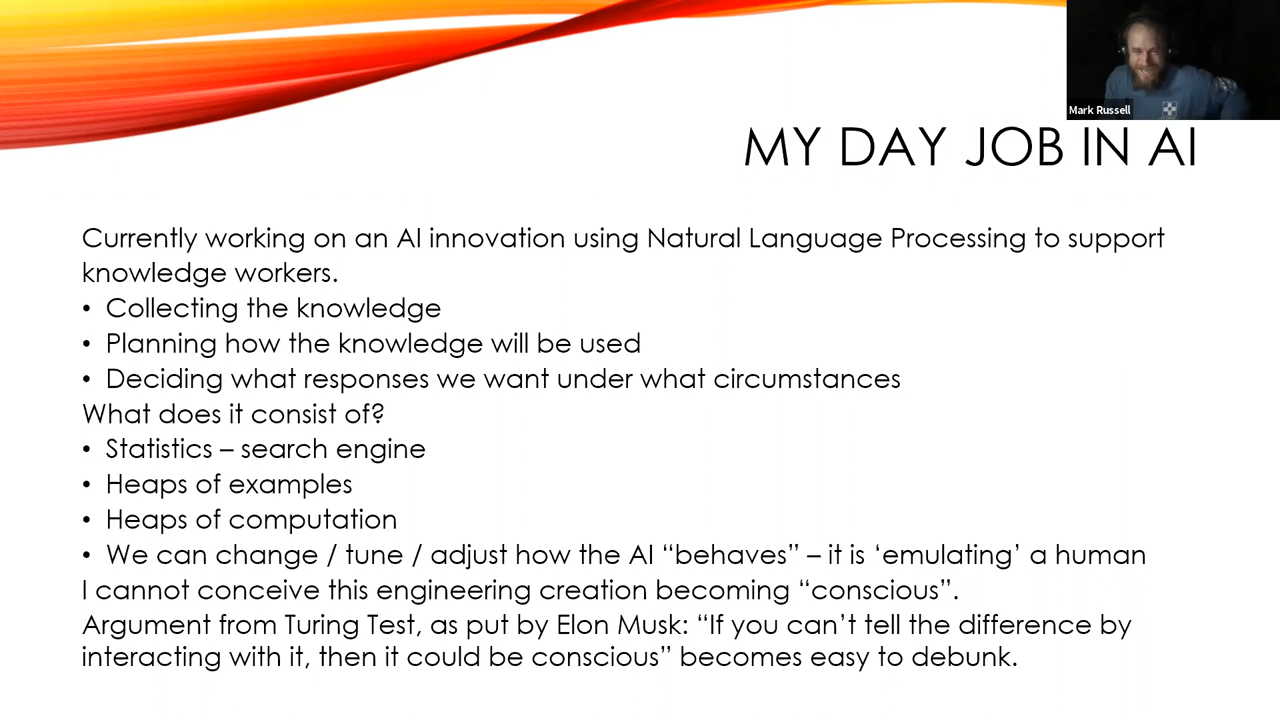 Mark Russell
MY DAY JOB IN AI
Currently working on an AI innovation using Natural Language Processing to support
knowledge workers.
• Collecting the knowledge
• Planning how the knowledge will be used
• Deciding what responses we want under what circumstances
What does it consist of?
• Statistics – search engine
• Heaps of examples
• Heaps of computation
• We can change / tune / adjust how the AI “behaves” – it is ‘emulating’ a human
I cannot conceive this engineering creation becoming “conscious”.
Argument from Turing Test, as put by Elon Musk: “If you can’t tell the difference by
interacting with it, then it could be conscious” becomes easy to debunk.